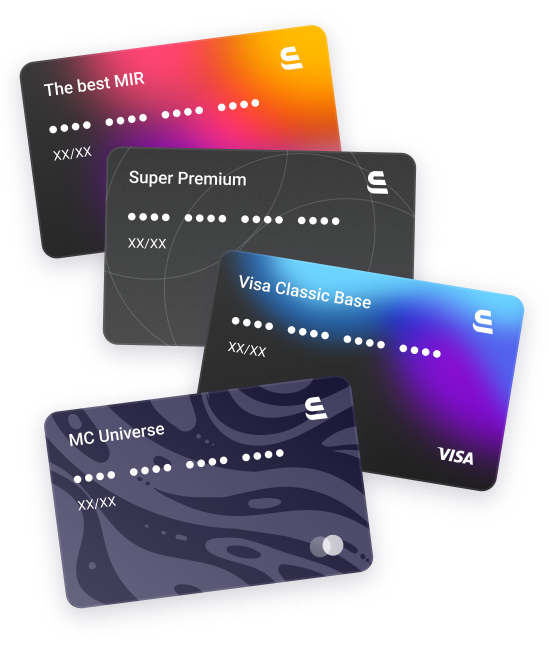 The best MIR
●●●● ●●●● ●●●● ●●●●
XX/XX
Super Premium
●●●● ●●●● ●●●● ●●●●
XX/XX
Visa Classic Base
●●●● ●●●● ●●●● ●●●●
XX/XX
VISA
MC Universe
●●●● ●●●● ●●●● ●●●●
XX/XX